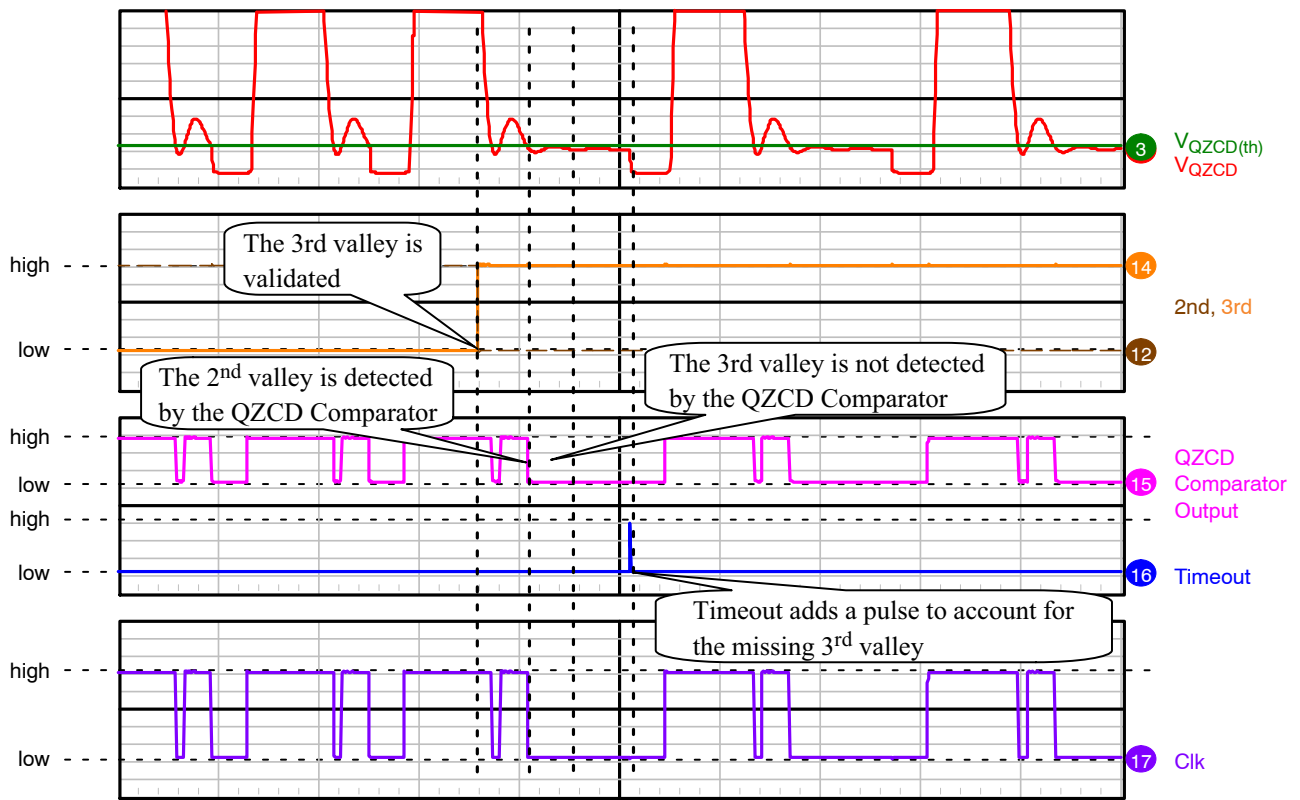 3
V_QZCD(th)
V_QZCD
high
low
The 3rd valley is
validated
14
2nd, 3rd
12
The 2nd valley is detected
by the QZCD Comparator
The 3rd valley is not detected
by the QZCD Comparator
high
low
15
QZCD
Comparator
Output
high
low
16
Timeout
Timeout adds a pulse to account for
the missing 3rd valley
high
low
17
Clk